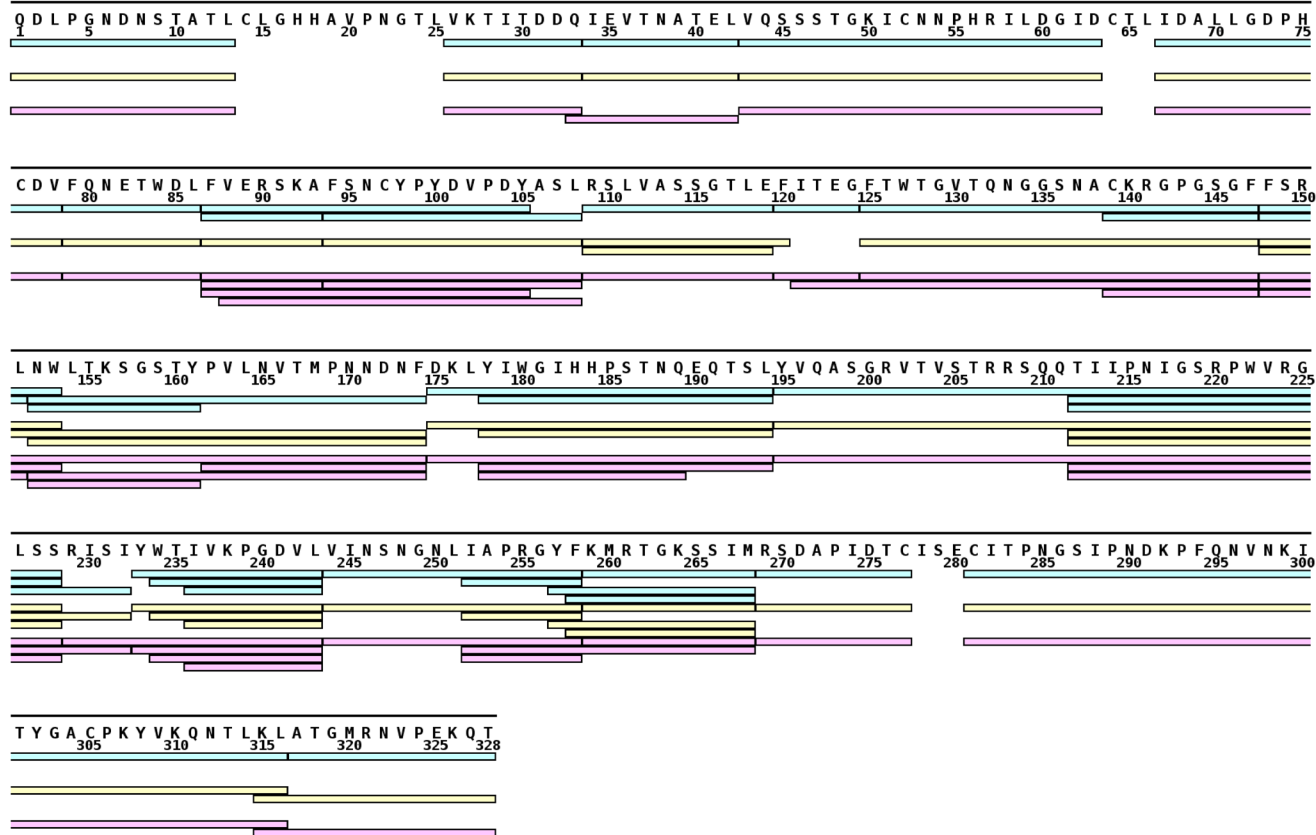 Q D L P G N D N S T A T L C L G H H A V P N G T L V K T I T D D Q I E V T N A T E L V Q S S S T G K I C N N P H R I L D G I D C T L I D A L L G D P H
1 5 10 15 20 25 30 35 40 45 50 55 60 65 70 75
C D V F Q N E T W D L F V E R S K A F S N C Y P Y D V P D Y A S L R S L V A S S G T L E F I T E G F T W T G V T Q N G G S N A C K R G P G S G F F S R
80 85 90 95 100 105 110 115 120 125 130 135 140 145 150
L N W L T K S G S T Y P V L N V T M P N N D N F D K L Y I W G I H H P S T N Q E Q T S L Y V Q A S G R V T V S T R R S Q Q T I I P N I G S R P W V R G
155 160 165 170 175 180 185 190 195 200 205 210 215 220 225
L S S R I S I Y W T I V K P G D V L V I N S N G N L I A P R G Y F K M R T G K S S I M R S D A P I D T C I S E C I T P N G S I P N D K P F Q N V N K I
230 235 240 245 250 255 260 265 270 275 280 285 290 295 300
T Y G A C P K Y V K Q N T L K L A T G M R N V P E K Q T
305 310 315 320 325 328